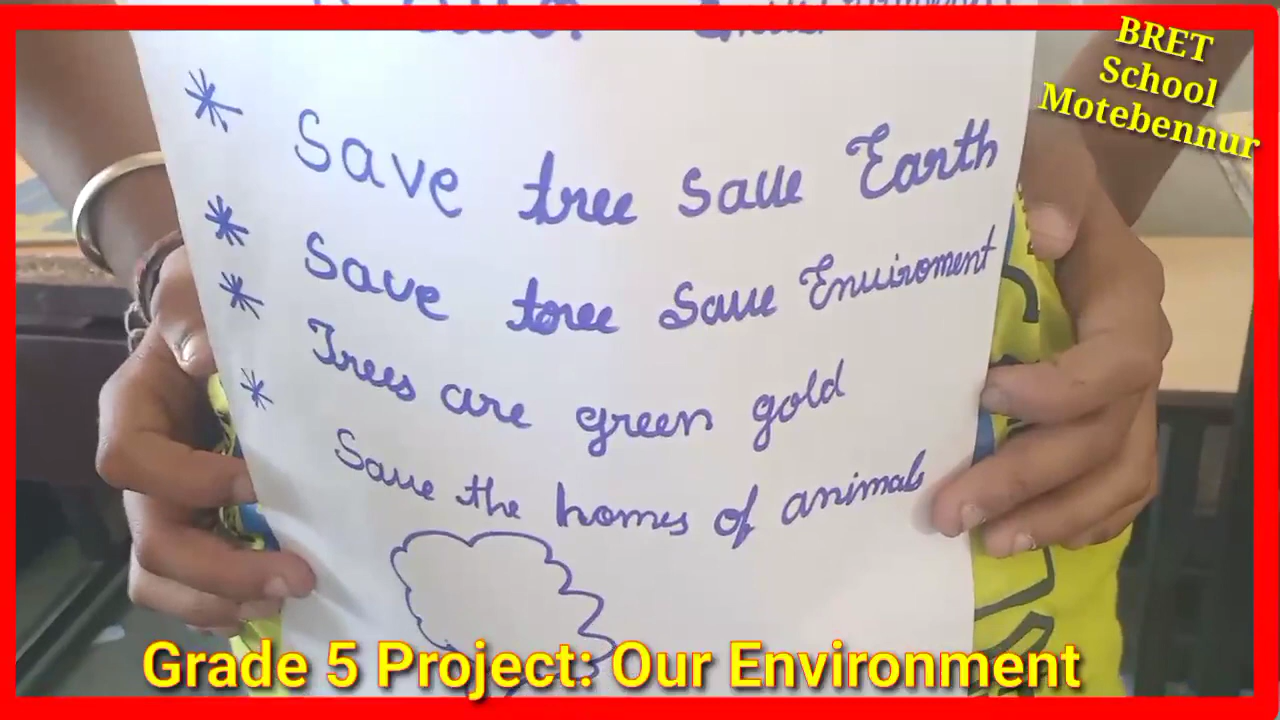 BRET
School
Motebennur
* Save tree save Earth
* Save tree save Enviroment
* Trees are green gold
* Save the homes of animals
Grade 5 Project: Our Environment